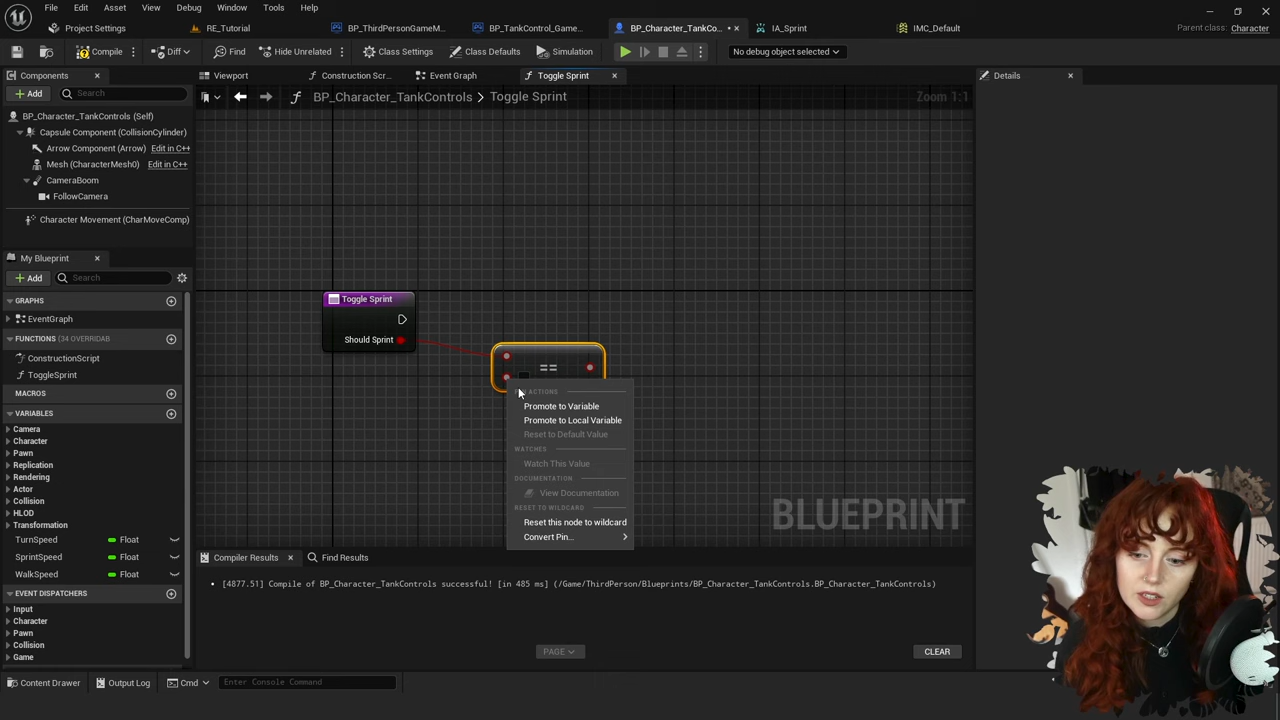 File Edit Asset View Debug Window Tools Help
Project Settings
RE_Tutorial
BP_ThirdPersonGameM...
BP_TankControl_Game...
BP_Character_TankCo...
IA_Sprint
IMC_Default
Parent class: Character
Compile
Diff
Find
Hide Unrelated
Class Settings
Class Defaults
Simulation
No debug object selected
Components
Viewport
Construction Scr...
Event Graph
Toggle Sprint
Details
Add
Search
BP_Character_TankControls > Toggle Sprint
Zoom 1:1
BP_Character_TankControls (Self)
Capsule Component (CollisionCylinder)
Arrow Component (Arrow) Edit in C++
Mesh (CharacterMesh0) Edit in C++
CameraBoom
FollowCamera
Character Movement (CharMoveComp)
My Blueprint
Add
Search
GRAPHS
EventGraph
FUNCTIONS (34 OVERRIDAB
ConstructionScript
ToggleSprint
MACROS
VARIABLES
Camera
Character
Pawn
Replication
Rendering
Actor
Collision
HLOD
Transformation
TurnSpeed Float
SprintSpeed Float
WalkSpeed Float
EVENT DISPATCHERS
Input
Character
Pawn
Collision
Game
Toggle Sprint
Should Sprint
==
ACTIONS
Promote to Variable
Promote to Local Variable
Reset to Default Value
WATCHES
Watch This Value
DOCUMENTATION
View Documentation
RESET TO WILDCARD
Reset this node to wildcard
Convert Pin...
BLUEPRINT
Compiler Results
Find Results
[4877.51] Compile of BP_Character_TankControls successful! [in 485 ms] (/Game/ThirdPerson/Blueprints/BP_Character_TankControls.BP_Character_TankControls)
PAGE
CLEAR
Content Drawer
Output Log
Cmd
Enter Console Command